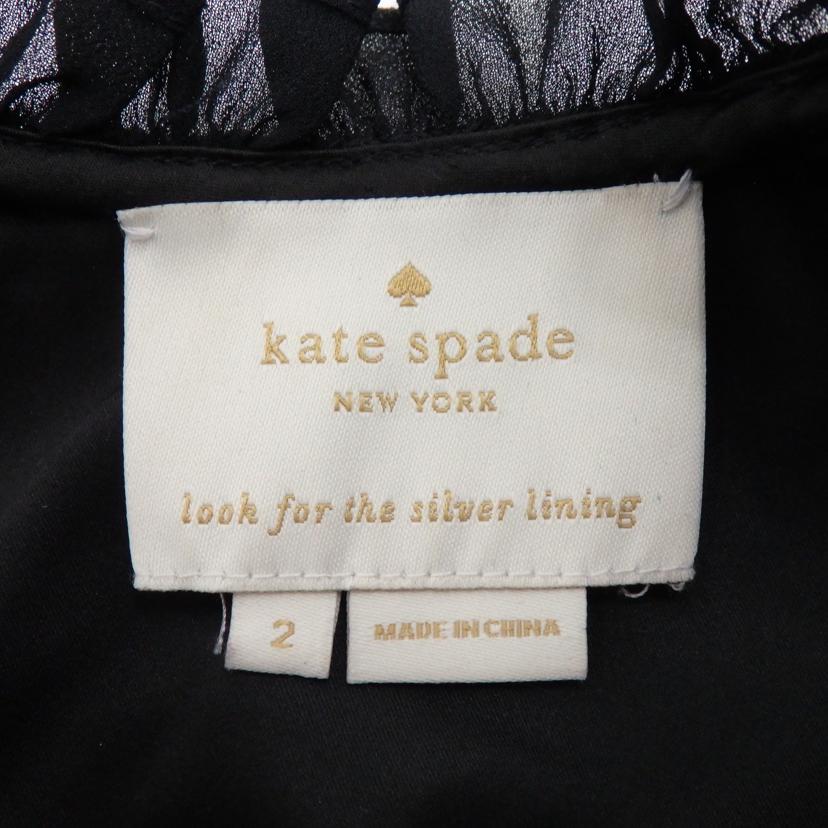 kate spade
NEW YORK
look for the silver lining
2
MADE IN CHINA